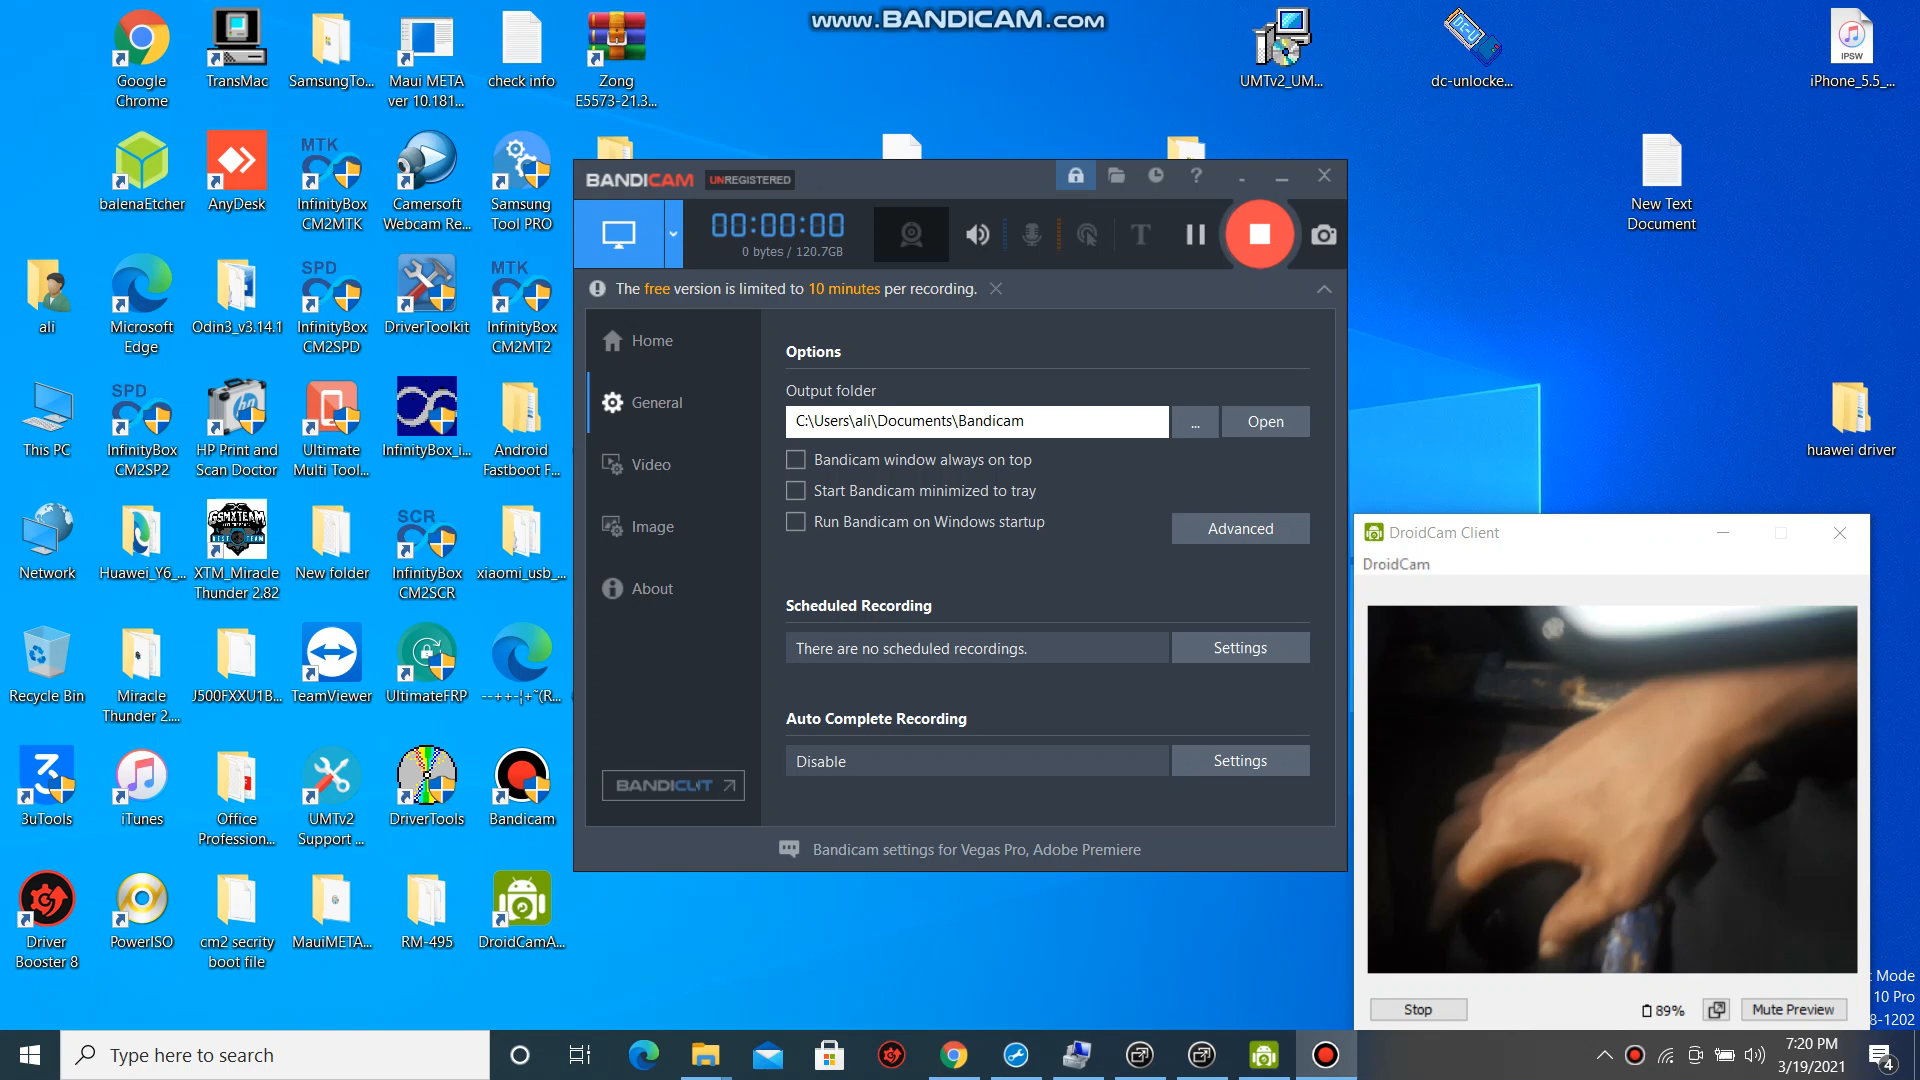 www.BANDICAM.com
Google
Chrome
TransMac
SamsungTo...
Maui META
ver 10.181...
check info
Zong
E5573-21.3...
UMTv2_UM...
dc-unlocke...
IPSW
iPhone_5.5_...
balenaEtcher
AnyDesk
MTK
InfinityBox
CM2MTK
Camersoft
Webcam Re...
Samsung
Tool PRO
New Text
Document
ali
Microsoft
Edge
Odin3_v3.14.1
SPD
InfinityBox
CM2SPD
DriverToolkit
MTK
InfinityBox
CM2MT2
This PC
SPD
InfinityBox
CM2SP2
HP Print and
Scan Doctor
Ultimate
Multi Tool...
InfinityBox_i...
Android
Fastboot F...
huawei driver
Network
Huawei_Y6_...
GSMXTEAM
BEST TEAM
XTM_Miracle
Thunder 2.82
New folder
SCR
InfinityBox
CM2SCR
xiaomi_usb_...
Recycle Bin
Miracle
Thunder 2....
J500FXXU1B...
TeamViewer
UltimateFRP
--++-¦+~(R...
3uTools
iTunes
Office
Profession...
UMTv2
Support ...
DriverTools
Bandicam
Driver
Booster 8
PowerISO
cm2 secrity
boot file
MauiMETA...
RM-495
DroidCamA...
BANDICAM UNREGISTERED
00:00:00
0 bytes / 120.7GB
The free version is limited to 10 minutes per recording.
Home
General
Video
Image
About
BANDICUT
Options
Output folder
C:\Users\ali\Documents\Bandicam
...
Open
Bandicam window always on top
Start Bandicam minimized to tray
Run Bandicam on Windows startup
Advanced
Scheduled Recording
There are no scheduled recordings.
Settings
Auto Complete Recording
Disable
Settings
Bandicam settings for Vegas Pro, Adobe Premiere
DroidCam Client
DroidCam
Stop
89%
Mute Preview
t Mode
10 Pro
8-1202
Type here to search
7:20 PM
3/19/2021
4